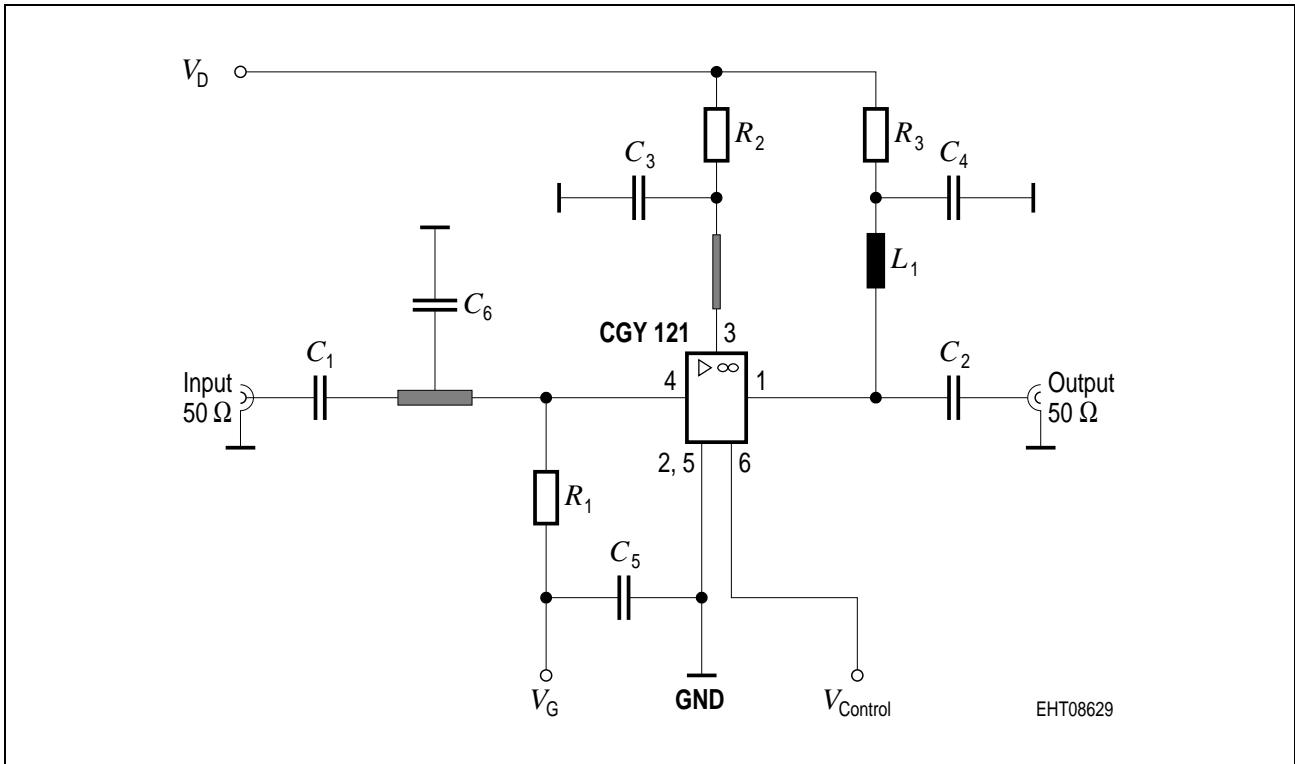 V_D
R_2
R_3
C_3
C_4
L_1
C_6
CGY 121
3
C_1
C_2
Input
50 Ω
4
▷ ∞
1
Output
50 Ω
2, 5
6
R_1
C_5
V_G
GND
V_Control
EHT08629